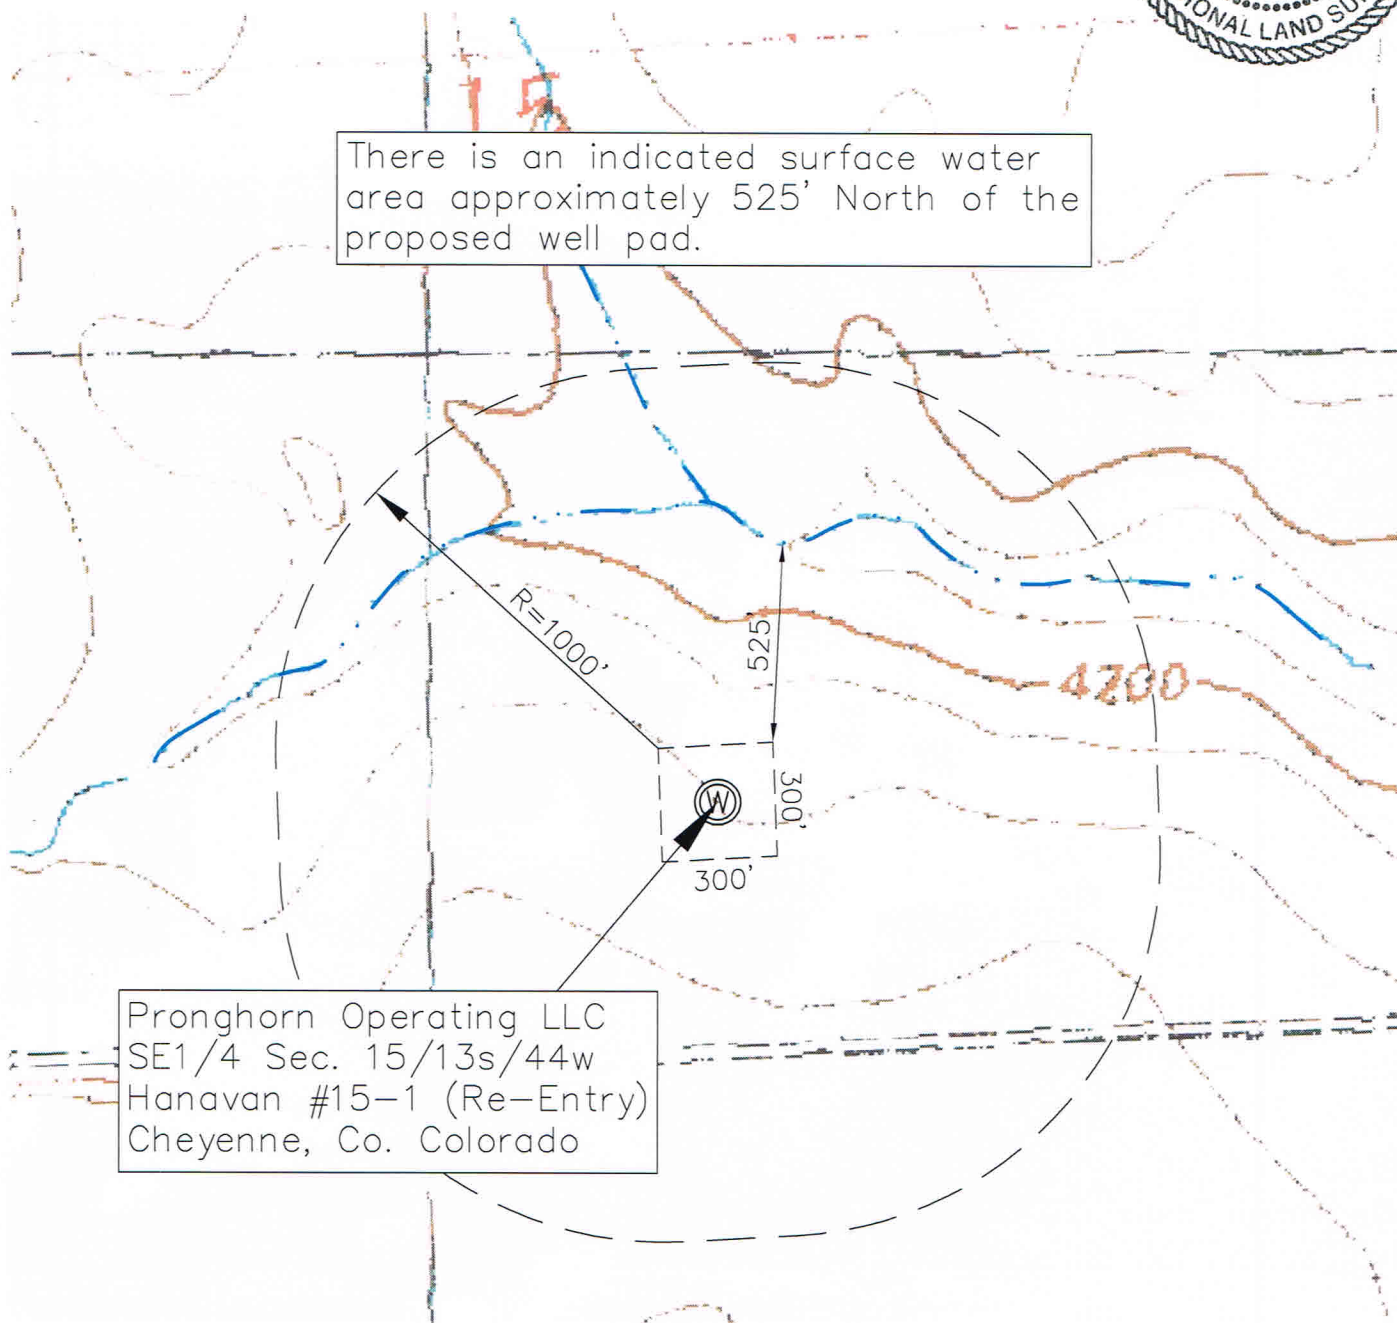 IONAL LAND SU
There is an indicated surface water
area approximately 525' North of the
proposed well pad.
R=1000'
525'
4200
300'
300'
Pronghorn Operating LLC
SE1/4 Sec. 15/13s/44w
Hanavan #15-1 (Re-Entry)
Cheyenne, Co. Colorado
W